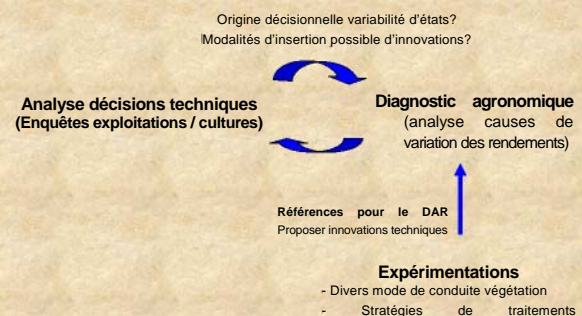 Origine décisionnelle variabilité d'états?
Modalités d'insertion possible d'innovations?
Analyse décisions techniques
(Enquêtes exploitations / cultures)
Diagnostic agronomique
(analyse causes de
variation des rendements)
Références pour le DAR
Proposer innovations techniques
Expérimentations
- Divers mode de conduite végétation
- Stratégies de traitements